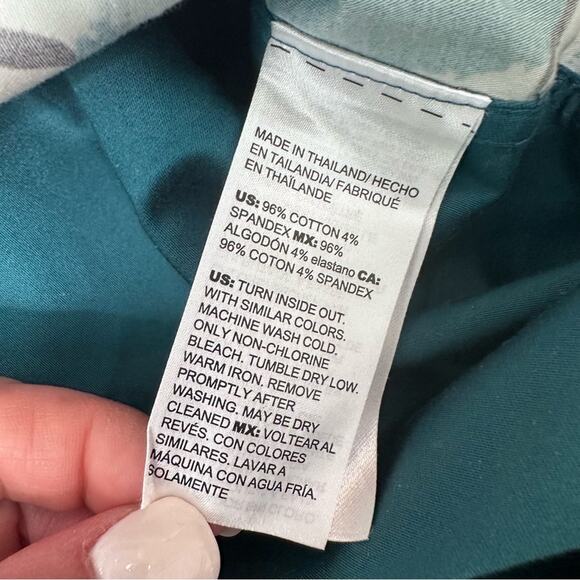 MADE IN THAILAND/ HECHO
EN TAILANDIA/ FABRIQUÉ
EN THAÏLANDE
US: 96% COTTON 4%
SPANDEX MX: 96%
ALGODÓN 4% elastano CA:
96% COTON 4% SPANDEX
US: TURN INSIDE OUT.
WITH SIMILAR COLORS.
MACHINE WASH COLD.
ONLY NON-CHLORINE
BLEACH. TUMBLE DRY LOW.
WARM IRON. REMOVE
PROMPTLY AFTER
WASHING. MAY BE DRY
CLEANED MX: VOLTEAR AL
REVÉS. CON COLORES
SIMILARES. LAVAR A
MÁQUINA CON AGUA FRÍA.
SOLAMENTE